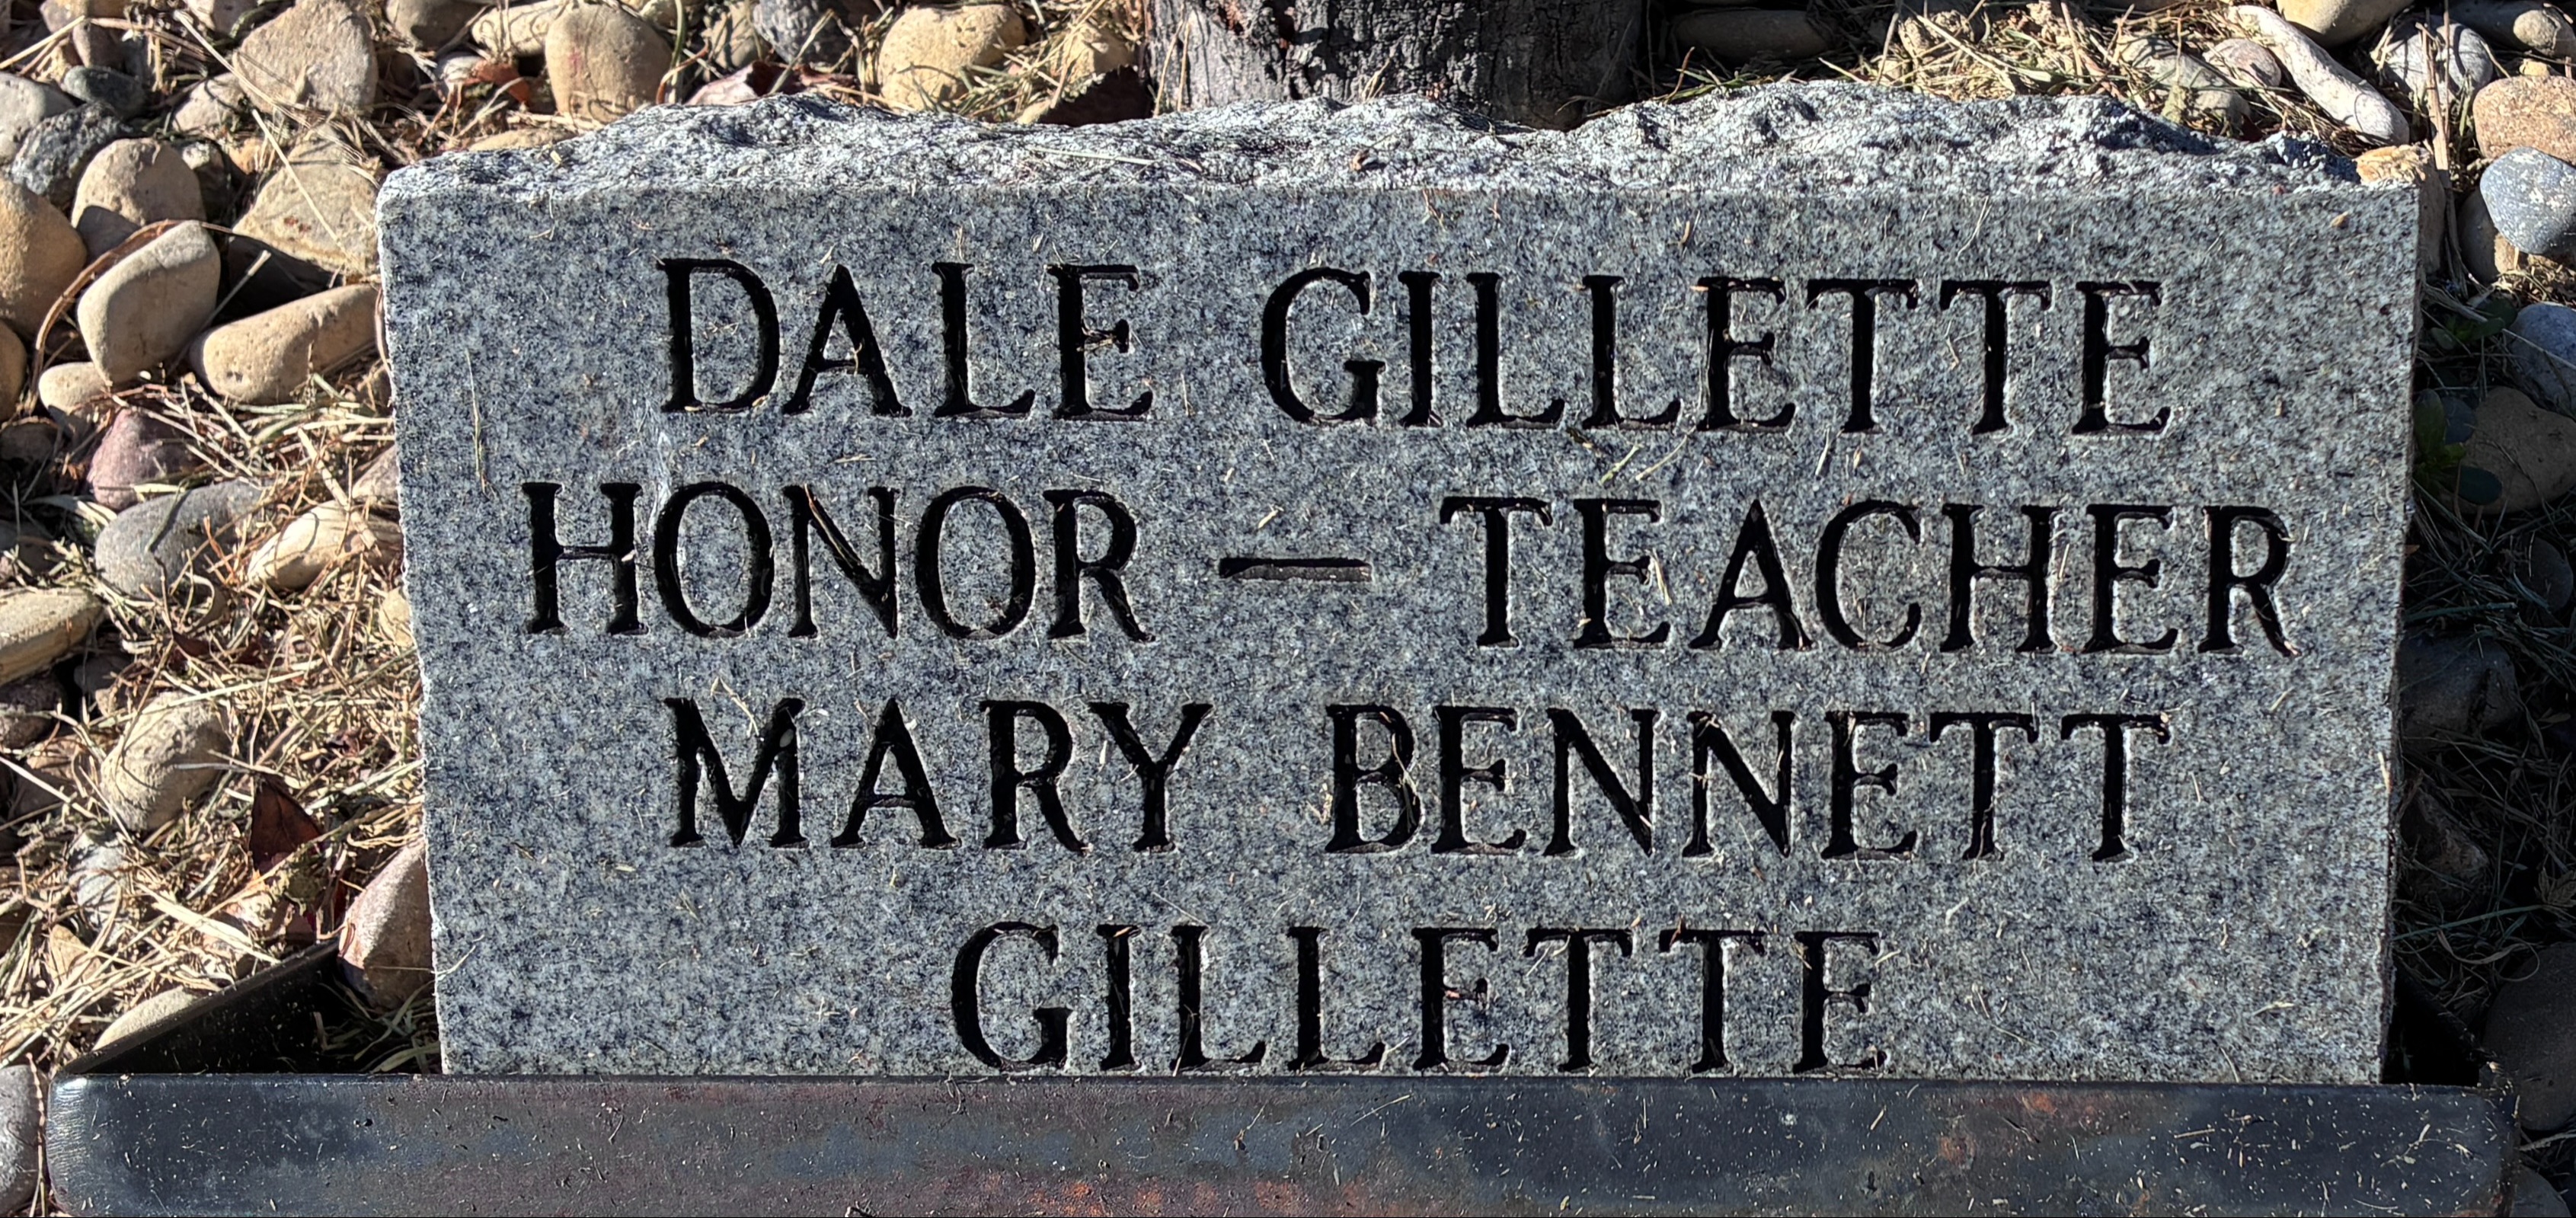 DALE GILLETTE
HONOR — TEACHER
MARY BENNETT
GILLETTE